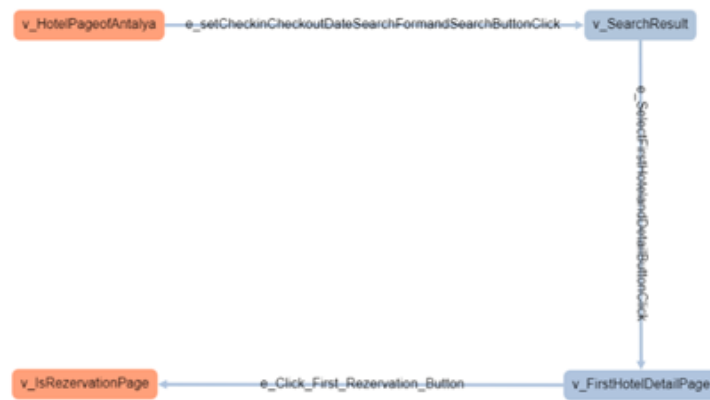 v_HotelPageofAntalya
e_setCheckinCheckoutDateSearchFormandSearchButtonClick
v_SearchResult
e_SelectFirstHotelandDetailButtonClick
v_FirstHotelDetailPage
e_Click_First_Rezervation_Button
v_IsRezervationPage